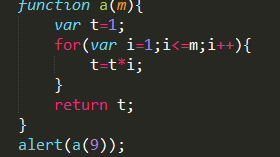 function a(m){
    var t=1;
    for(var i=1;i<=m;i++){
        t=t*i;
    }
    return t;
}
alert(a(9));